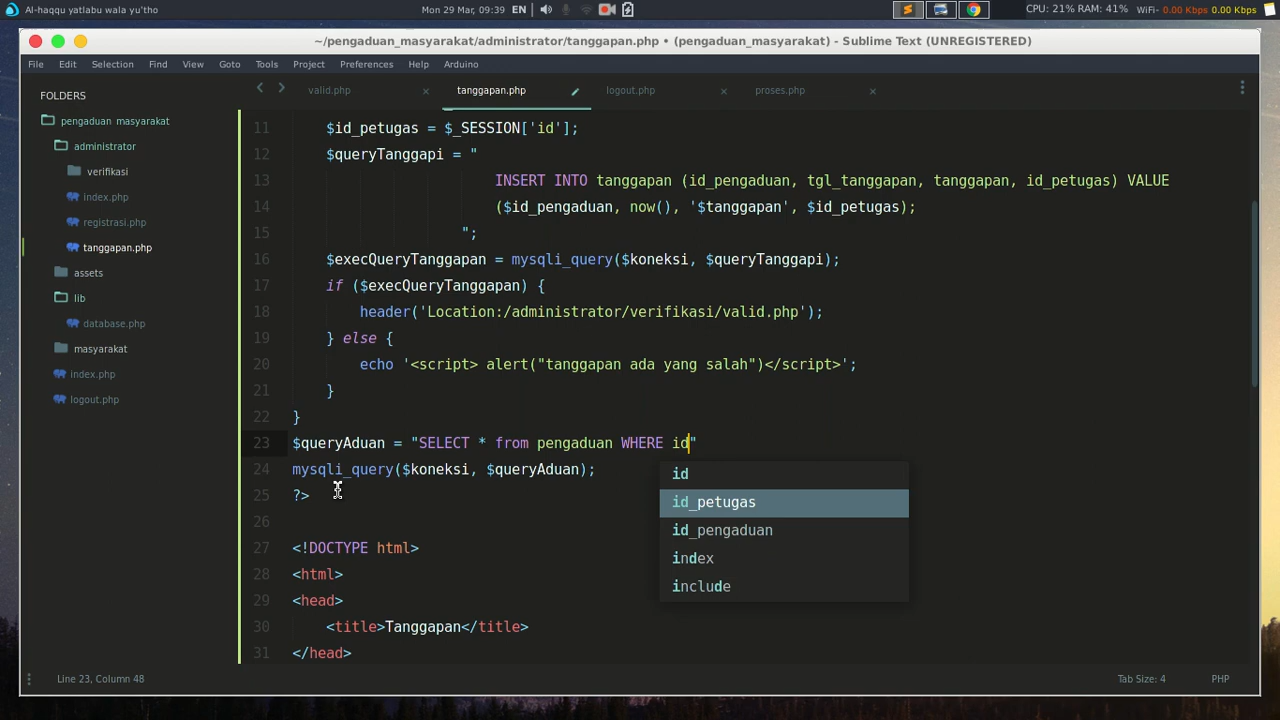 Al-haqqu yatlabu wala yu'tho
Mon 29 Mar, 09:39 EN
CPU: 21% RAM: 41% WiFi- 0.00 Kbps 0.00 Kbps
~/pengaduan_masyarakat/administrator/tanggapan.php • (pengaduan_masyarakat) - Sublime Text (UNREGISTERED)
File Edit Selection Find View Goto Tools Project Preferences Help Arduino
FOLDERS
pengaduan masyarakat
administrator
verifikasi
index.php
registrasi.php
tanggapan.php
assets
lib
database.php
masyarakat
index.php
logout.php
valid.php × tanggapan.php logout.php × proses.php ×
11 $id_petugas = $_SESSION['id'];
12 $queryTanggapi = "
13 INSERT INTO tanggapan (id_pengaduan, tgl_tanggapan, tanggapan, id_petugas) VALUE
14 ($id_pengaduan, now(), '$tanggapan', $id_petugas);
15 ";
16 $execQueryTanggapan = mysqli_query($koneksi, $queryTanggapi);
17 if ($execQueryTanggapan) {
18 header('Location:/administrator/verifikasi/valid.php');
19 } else {
20 echo '<script> alert("tanggapan ada yang salah")</script>';
21 }
22 }
23 $queryAduan = "SELECT * from pengaduan WHERE id"
24 mysqli_query($koneksi, $queryAduan);
25 ?>
26
27 <!DOCTYPE html>
28 <html>
29 <head>
30 <title>Tanggapan</title>
31 </head>
id
id_petugas
id_pengaduan
index
include
Line 23, Column 48
Tab Size: 4 PHP